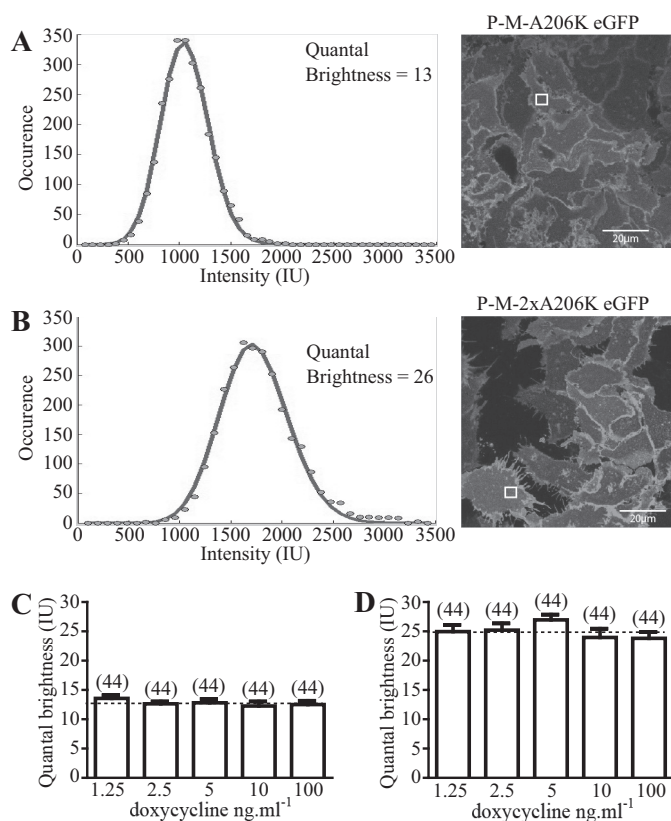 A
P-M-A206K eGFP
Quantal
Brightness = 13
350
300
250
200
150
100
50
0
Occurence
0 500 1000 1500 2000 2500 3000 3500
Intensity (IU)
20µm
B
P-M-2xA206K eGFP
Quantal
Brightness = 26
350
300
250
200
150
100
50
0
Occurence
0 500 1000 1500 2000 2500 3000 3500
Intensity (IU)
20µm
C
Quantal brightness (IU)
30
25
20
15
10
5
0
(44) (44) (44) (44) (44)
1.25 2.5 5 10 100
doxycycline ng.ml-1
D
Quantal brightness (IU)
30
25
20
15
10
5
0
(44) (44) (44) (44) (44)
1.25 2.5 5 10 100
doxycycline ng.ml-1